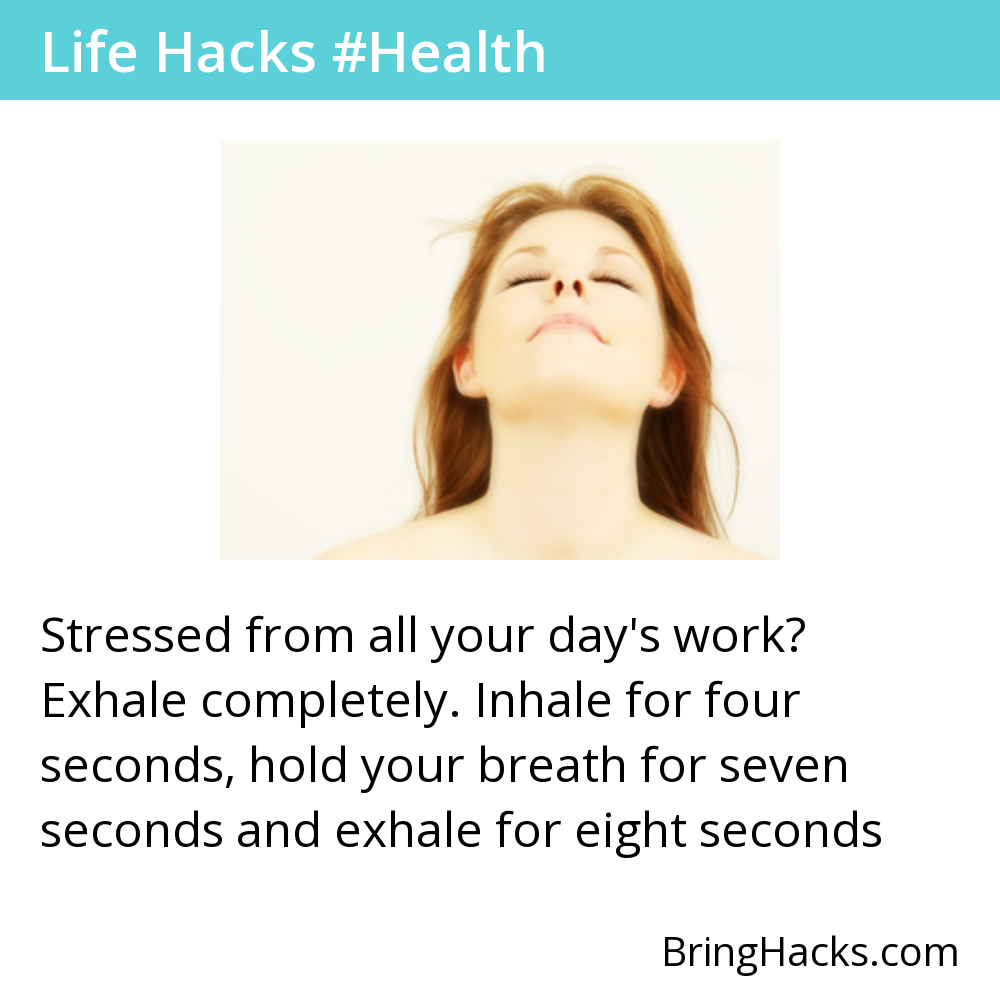 Life Hacks #Health
Stressed from all your day's work?
Exhale completely. Inhale for four
seconds, hold your breath for seven
seconds and exhale for eight seconds
BringHacks.com